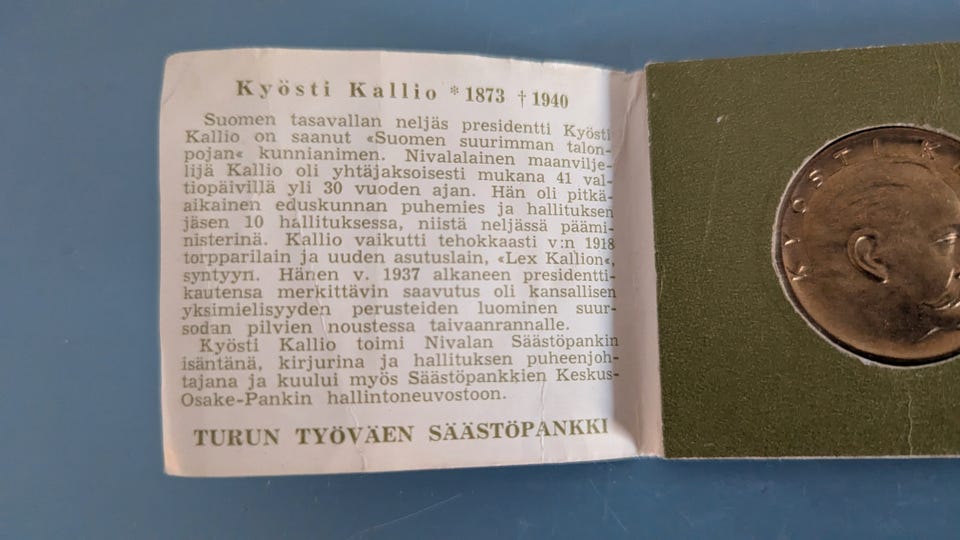 Kyösti Kallio * 1873 † 1940
Suomen tasavallan neljäs presidentti Kyösti
Kallio on saanut «Suomen suurimman talon-
pojan« kunnianimen. Nivalalainen maanvilje-
lijä Kallio oli yhtäjaksoisesti mukana 41 val-
tiopäivillä yli 30 vuoden ajan. Hän oli pitkä-
aikainen eduskunnan puhemies ja hallituksen
jäsen 10 hallituksessa, niistä neljässä päämi-
nisterinä. Kallio vaikutti tehokkaasti v:n 1918
torpparilain ja uuden asutuslain, «Lex Kallion«,
syntyyn. Hänen v. 1937 alkaneen presidentti-
kautensa merkittävin saavutus oli kansallisen
yksimielisyyden perusteiden luominen suur-
sodan pilvien noustessa taivaanrannalle.
Kyösti Kallio toimi Nivalan Säästöpankin
isäntänä, kirjurina ja hallituksen puheenjoh-
tajana ja kuului myös Säästöpankkien Keskus-
Osake-Pankin hallintoneuvostoon.
TURUN TYÖVÄEN SÄÄSTÖPANKKI
KYÖSTI K